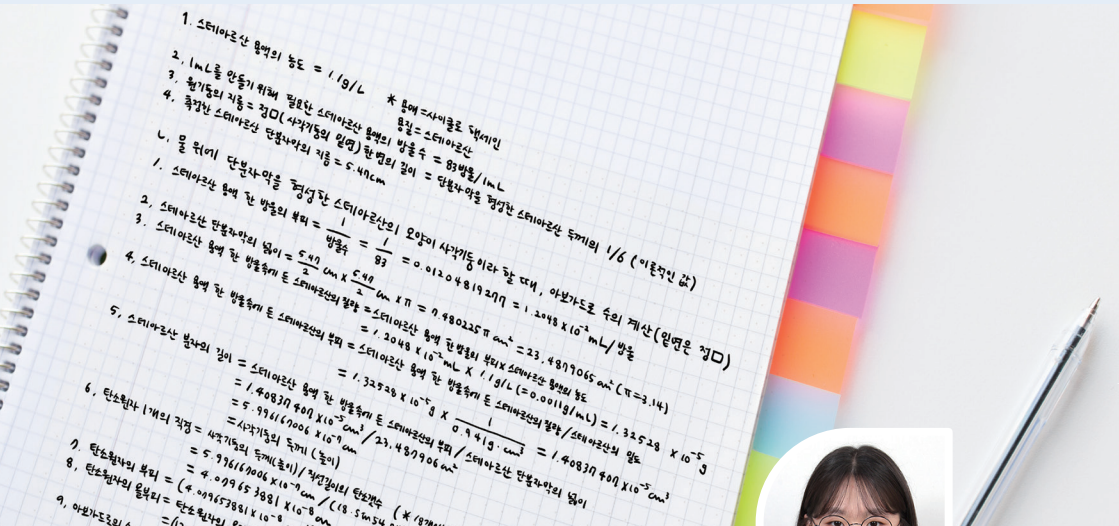 1. 스테아르산 용액의 농도 = 1.1g/L
* 용매=사이클로 헥세인
용질=스테아르산
2. 1mL를 만들기 위해 필요한 스테아르산 용액의 방울수 = 83방울/1mL
3. 원기둥의 지름 = 정□(사각기둥의 밑면) 한변의 길이 = 단분자막을 형성한 스테아르산 두께의 1/6 (이론적인 값)
4. 측정한 스테아르산 단분자막의 지름 = 5.47cm
ㄴ. 물 위에 단분자막을 형성한 스테아르산의 모양이 사각기둥이라 할 때, 아보가드로 수의 계산(밑면은 정□)
1. 스테아르산 용액 한 방울의 부피 = 1/방울수 = 1/83 = 0.01204819277 = 1.2048 x 10⁻² mL/방울
2. 스테아르산 단분자막의 넓이 = 5.47/2 cm x 5.47/2 cm x π = 7.480225π cm² = 23.4879065 cm² (π=3.14)
3. 스테아르산 용액 한 방울속에 든 스테아르산의 질량 = 스테아르산 용액 한방울의 부피 x 스테아르산 용액의 농도
= 1.2048 x 10⁻² mL x 1.1g/L (=0.0011g/mL) = 1.32528 x 10⁻⁵ g
4. 스테아르산 용액 한 방울속에 든 스테아르산의 부피 = 스테아르산 용액 한 방울속에 든 스테아르산의 질량/스테아르산의 밀도
= 1.32528 x 10⁻⁵ g x 1/0.941g·cm³ = 1.40837407 x 10⁻⁵ cm³
5. 스테아르산 분자의 길이 = 스테아르산 용액 한 방울속에 든 스테아르산의 부피/스테아르산 단분자막의 넓이
= 1.40837407 x 10⁻⁵ cm³ / 23.487906 cm²
= 5.996167006 x 10⁻⁷ cm
= 사각기둥의 두께 (높이)
6. 탄소원자 1개의 직경 = 사각기둥의 두께(높이)/직선길이의 탄소갯수
= 5.996167006 x 10⁻⁷ cm / (18.5in54
= 4.079653881 x 10⁻⁸ cm
7. 탄소원자의 부피 = (4.079653881 x 10⁻⁸
8. 탄소원자의 몰부피 = 탄소원자의
9. 아보가드로의